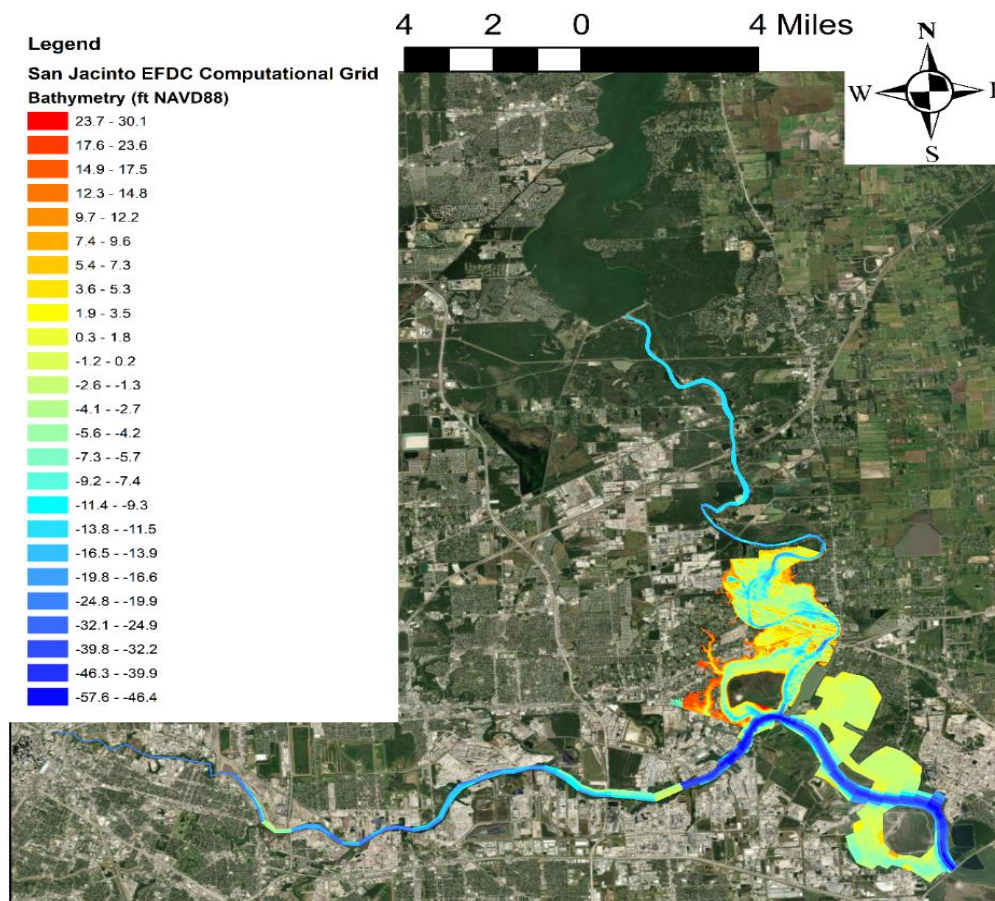 4 2 0 4 Miles
Legend
San Jacinto EFDC Computational Grid
Bathymetry (ft NAVD88)
23.7 - 30.1
17.6 - 23.6
14.9 - 17.5
12.3 - 14.8
9.7 - 12.2
7.4 - 9.6
5.4 - 7.3
3.6 - 5.3
1.9 - 3.5
0.3 - 1.8
-1.2 - 0.2
-2.6 - -1.3
-4.1 - -2.7
-5.6 - -4.2
-7.3 - -5.7
-9.2 - -7.4
-11.4 - -9.3
-13.8 - -11.5
-16.5 - -13.9
-19.8 - -16.6
-24.8 - -19.9
-32.1 - -24.9
-39.8 - -32.2
-46.3 - -39.9
-57.6 - -46.4
N
W
S